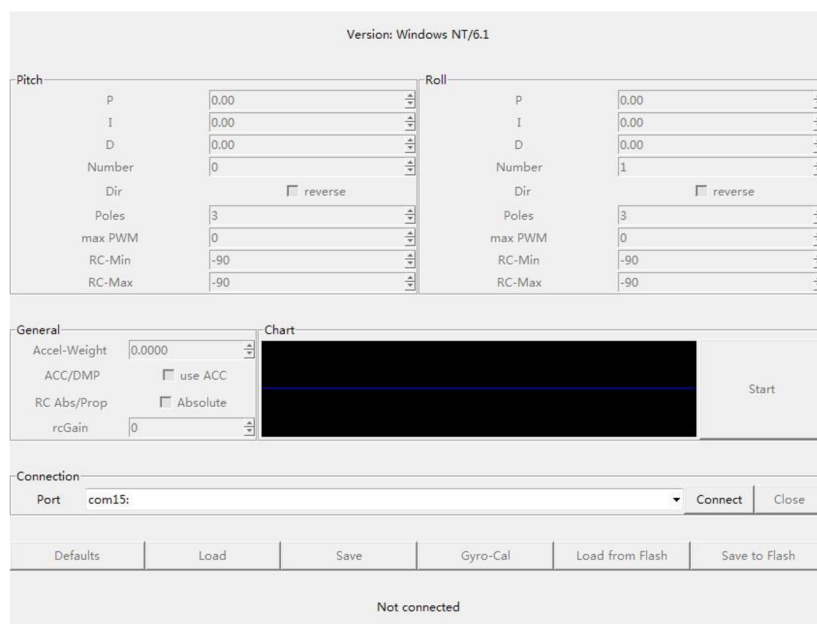 Version: Windows NT/6.1
Pitch
P 0.00
I 0.00
D 0.00
Number 0
Dir reverse
Poles 3
max PWM 0
RC-Min -90
RC-Max -90
Roll
P 0.00
I 0.00
D 0.00
Number 1
Dir reverse
Poles 3
max PWM 0
RC-Min -90
RC-Max -90
General
Accel-Weight 0.0000
ACC/DMP use ACC
RC Abs/Prop Absolute
rcGain 0
Chart
Start
Connection
Port com15: Connect Close
Defaults Load Save Gyro-Cal Load from Flash Save to Flash
Not connected